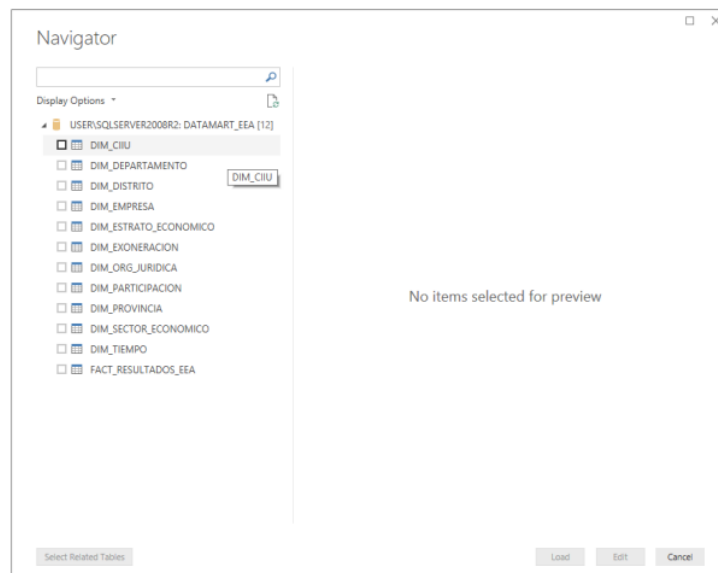 Navigator
Display Options
USER\SQLSERVER2008R2: DATAMART_EEA [12]
DIM_CIIU
DIM_DEPARTAMENTO
DIM_CIIU
DIM_DISTRITO
DIM_EMPRESA
DIM_ESTRATO_ECONOMICO
DIM_EXONERACION
DIM_ORG_JURIDICA
DIM_PARTICIPACION
DIM_PROVINCIA
DIM_SECTOR_ECONOMICO
DIM_TIEMPO
FACT_RESULTADOS_EEA
No items selected for preview
Select Related Tables
Load
Edit
Cancel